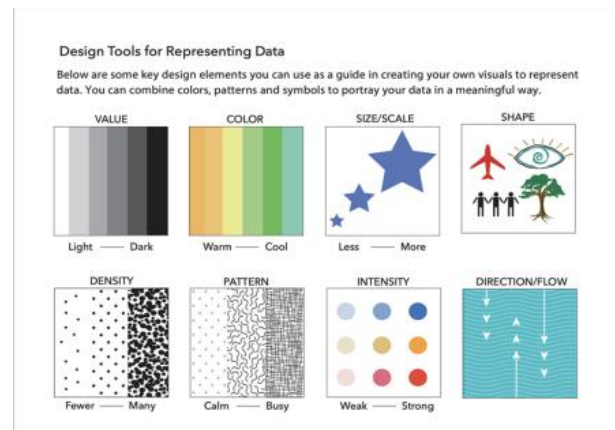 Design Tools for Representing Data
Below are some key design elements you can use as a guide in creating your own visuals to represent
data. You can combine colors, patterns and symbols to portray your data in a meaningful way.
VALUE
COLOR
SIZE/SCALE
SHAPE
Light — Dark
Warm — Cool
Less — More
DENSITY
PATTERN
INTENSITY
DIRECTION/FLOW
Fewer — Many
Calm — Busy
Weak — Strong